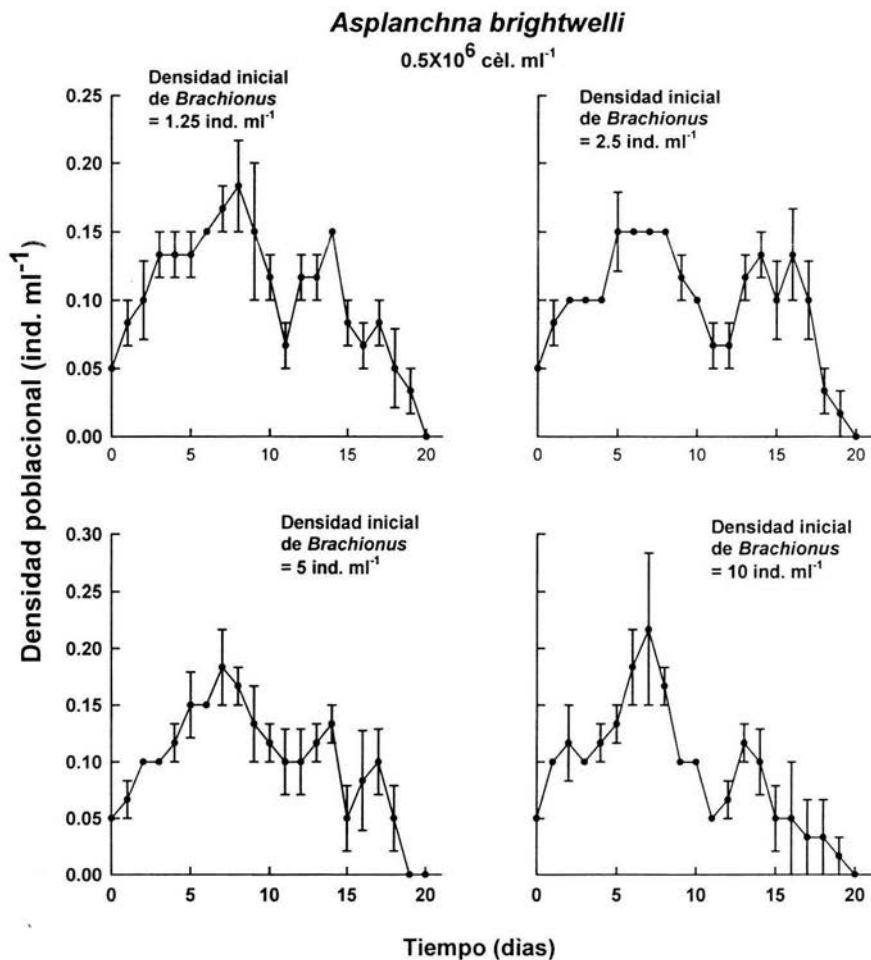 Asplanchna brightwelli
0.5X10⁶ cèl. ml⁻¹
Densidad inicial
de Brachionus
= 1.25 ind. ml⁻¹
0.25
0.20
0.15
0.10
0.05
0.00
0 5 10 15 20
Densidad inicial
de Brachionus
= 2.5 ind. ml⁻¹
0 5 10 15 20
Densidad poblacional (ind. ml⁻¹)
Densidad inicial
de Brachionus
= 5 ind. ml⁻¹
0.30
0.25
0.20
0.15
0.10
0.05
0.00
0 5 10 15 20
Densidad inicial
de Brachionus
= 10 ind. ml⁻¹
0 5 10 15 20
Tiempo (dìas)